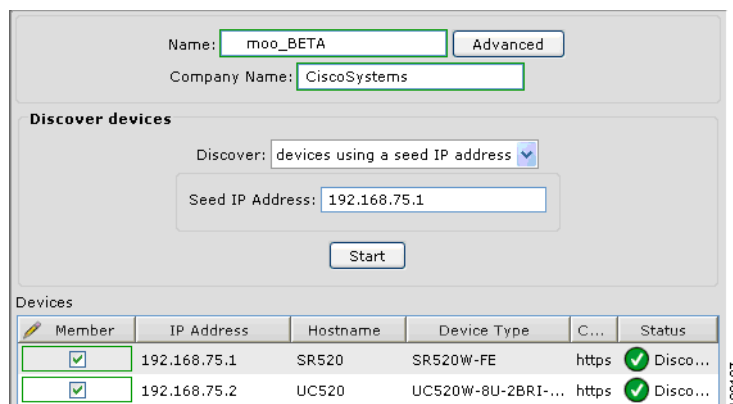 Name: moo_BETA Advanced
Company Name: CiscoSystems
Discover devices
Discover: devices using a seed IP address
Seed IP Address: 192.168.75.1
Start
Devices
Member IP Address Hostname Device Type C... Status
192.168.75.1 SR520 SR520W-FE https Disco...
192.168.75.2 UC520 UC520W-8U-2BRI-... https Disco...